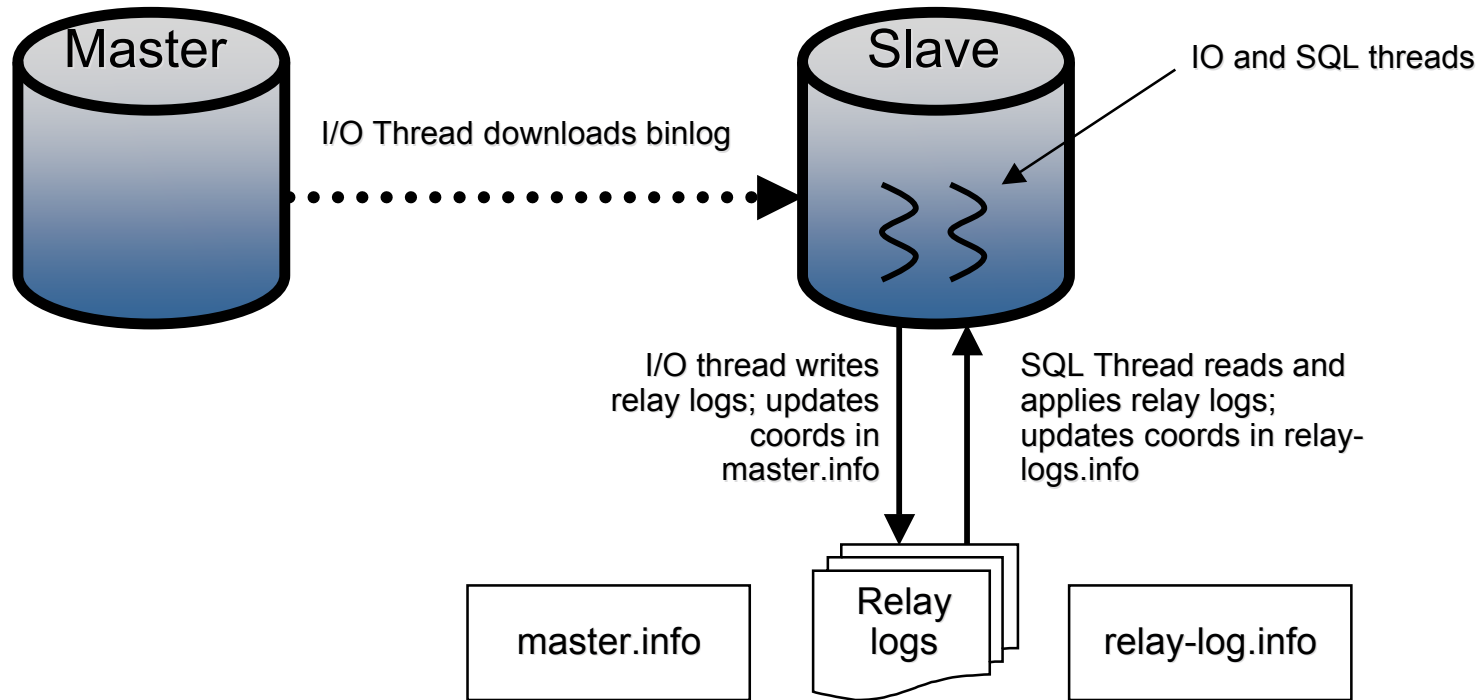 Master
Slave
IO and SQL threads
I/O Thread downloads binlog
I/O thread writes
relay logs; updates
coords in
master.info
SQL Thread reads and
applies relay logs;
updates coords in relay-
logs.info
master.info
Relay
logs
relay-log.info